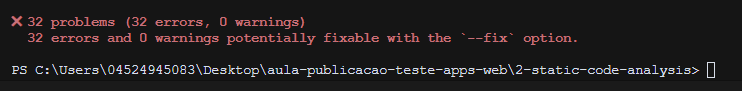 ❌ 32 problems (32 errors, 0 warnings)
32 errors and 0 warnings potentially fixable with the `--fix` option.
PS C:\Users\04524945083\Desktop\aula-publicacao-teste-apps-web\2-static-code-analysis>